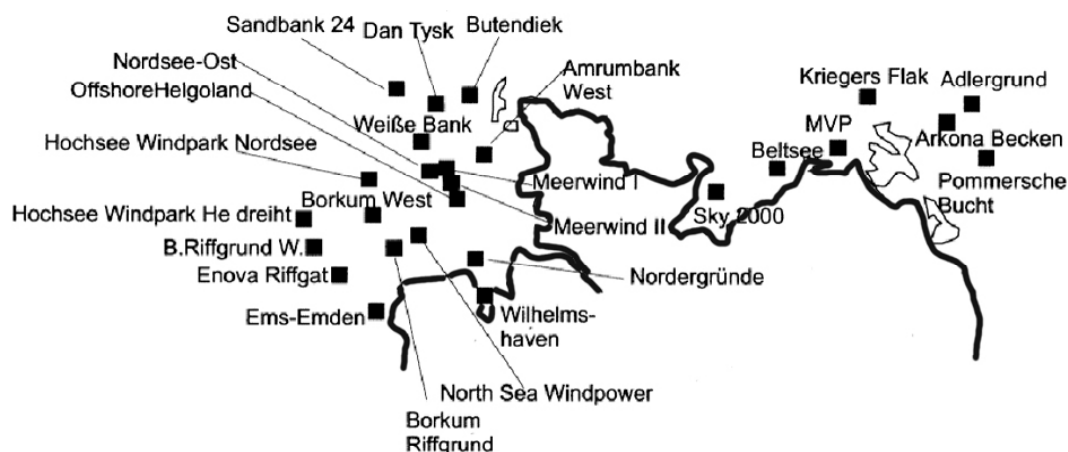 Sandbank 24
Dan Tysk
Butendiek
Nordsee-Ost
OffshoreHelgoland
Amrumbank
West
Kriegers Flak
Adlergrund
Weiße Bank
MVP
Arkona Becken
Hochsee Windpark Nordsee
Beltsee
Meerwind I
Pommersche
Bucht
Borkum West
Hochsee Windpark He dreiht
Sky 2000
Meerwind II
B.Riffgrund W.
Enova Riffgat
Nordergründe
Ems-Emden
Wilhelms-
haven
North Sea Windpower
Borkum
Riffgrund